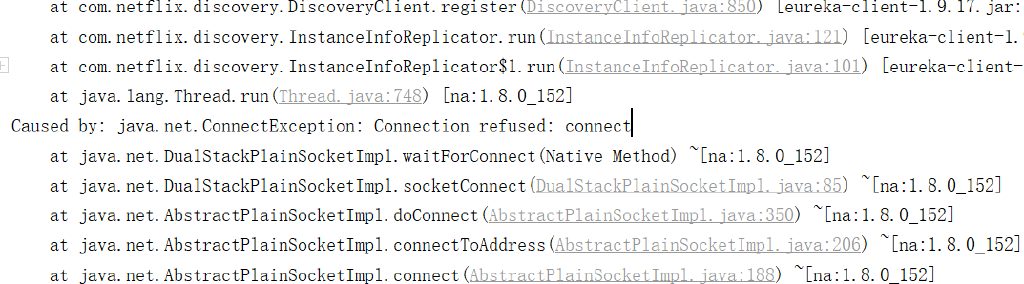 at com.netflix.discovery.DiscoveryClient.register(DiscoveryClient.java:850) [eureka-client-1.9.17.jar:
at com.netflix.discovery.InstanceInfoReplicator.run(InstanceInfoReplicator.java:121) [eureka-client-1.
at com.netflix.discovery.InstanceInfoReplicator$1.run(InstanceInfoReplicator.java:101) [eureka-client-
at java.lang.Thread.run(Thread.java:748) [na:1.8.0_152]
Caused by: java.net.ConnectException: Connection refused: connect
at java.net.DualStackPlainSocketImpl.waitForConnect(Native Method) ~[na:1.8.0_152]
at java.net.DualStackPlainSocketImpl.socketConnect(DualStackPlainSocketImpl.java:85) ~[na:1.8.0_152]
at java.net.AbstractPlainSocketImpl.doConnect(AbstractPlainSocketImpl.java:350) ~[na:1.8.0_152]
at java.net.AbstractPlainSocketImpl.connectToAddress(AbstractPlainSocketImpl.java:206) ~[na:1.8.0_152]
at java.net.AbstractPlainSocketImpl.connect(AbstractPlainSocketImpl.java:188) ~[na:1.8.0_152]